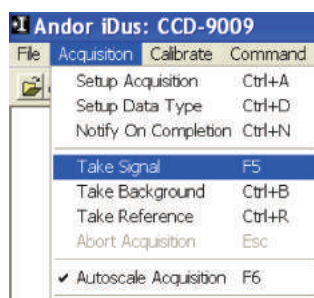 Andor iDus: CCD-9009
File Acquisition Calibrate Command
Setup Acquisition Ctrl+A
Setup Data Type Ctrl+D
Notify On Completion Ctrl+N
Take Signal F5
Take Background Ctrl+B
Take Reference Ctrl+R
Abort Acquisition Esc
✓ Autoscale Acquisition F6